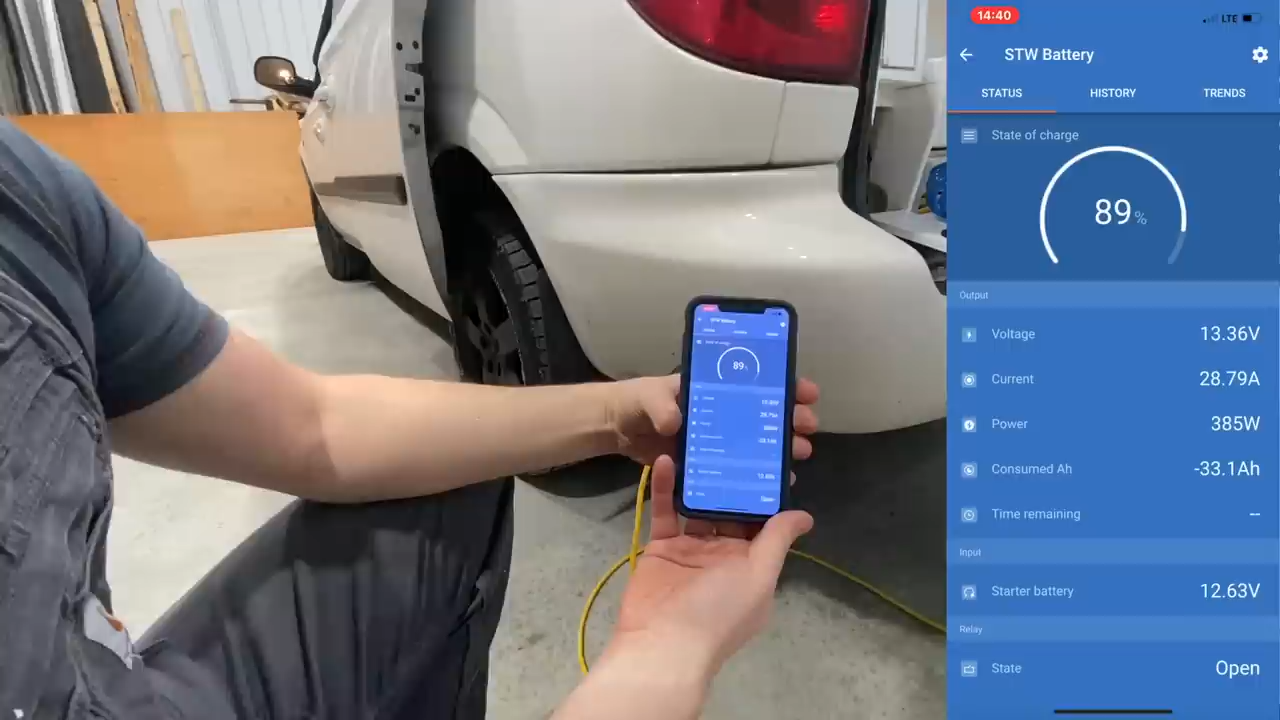 14:40
LTE
STW Battery
STATUS
HISTORY
TRENDS
State of charge
89%
Output
Voltage 13.36V
Current 28.79A
Power 385W
Consumed Ah -33.1Ah
Time remaining --
Input
Starter battery 12.63V
Relay
State Open
89